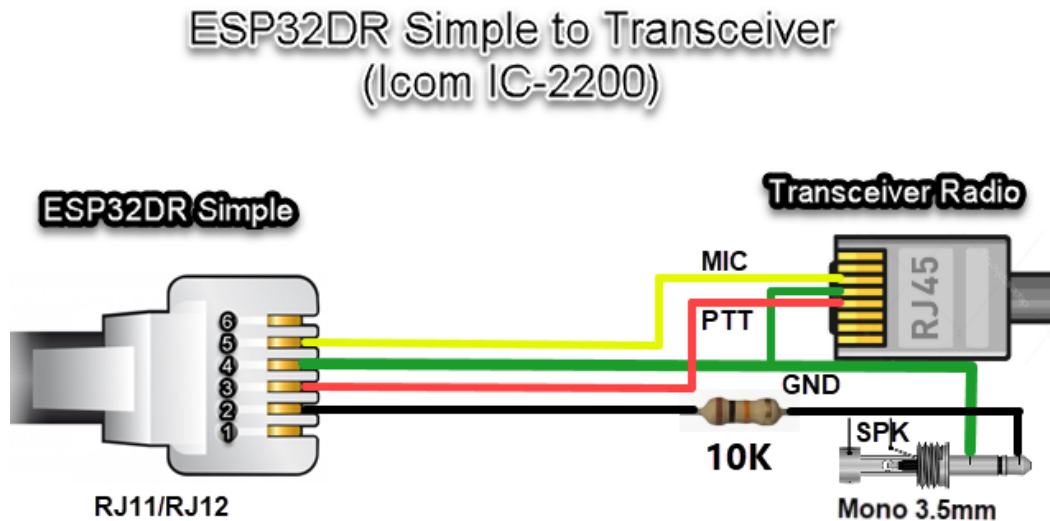 ESP32DR Simple to Transceiver
(Icom IC-2200)
ESP32DR Simple
Transceiver Radio
MIC
RJ45
PTT
GND
6
5
4
3
2
1
SPK
10K
RJ11/RJ12
Mono 3.5mm